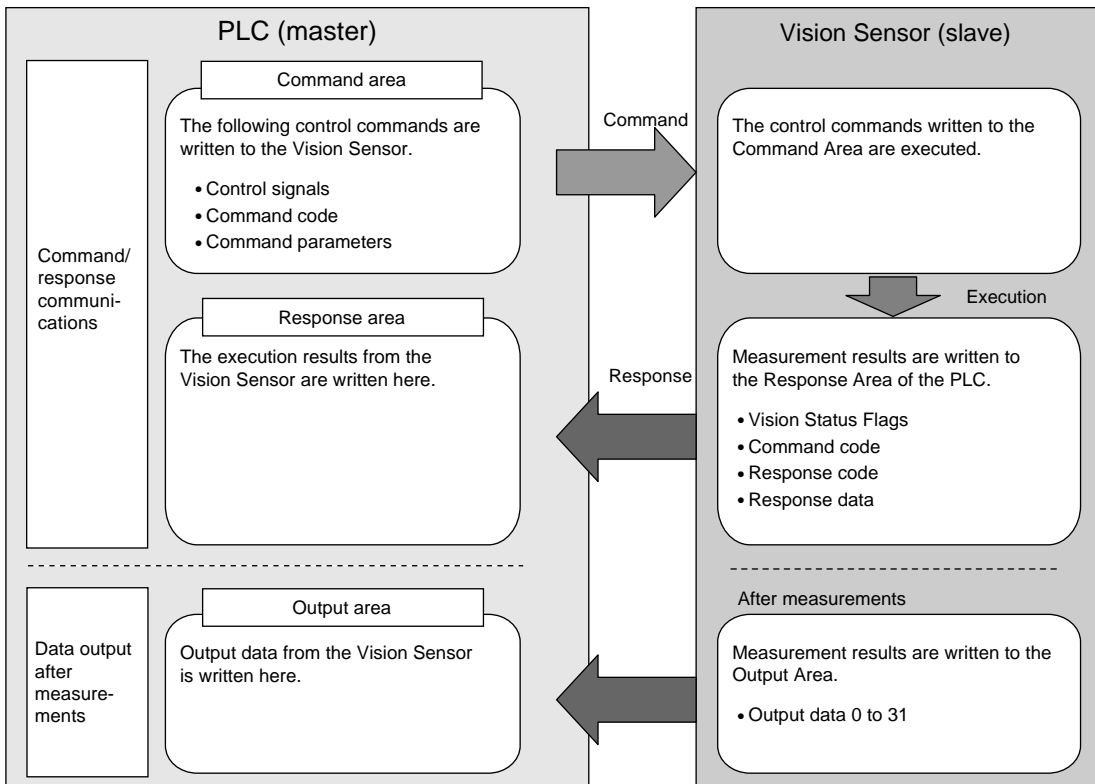 PLC (master)
Command/
response
communi-
cations
Command area
The following control commands are
written to the Vision Sensor.
• Control signals
• Command code
• Command parameters
Response area
The execution results from the
Vision Sensor are written here.
Data output
after
measure-
ments
Output area
Output data from the Vision Sensor
is written here.
Command
Response
Vision Sensor (slave)
The control commands written to the
Command Area are executed.
Execution
Measurement results are written to
the Response Area of the PLC.
• Vision Status Flags
• Command code
• Response code
• Response data
After measurements
Measurement results are written to the
Output Area.
• Output data 0 to 31